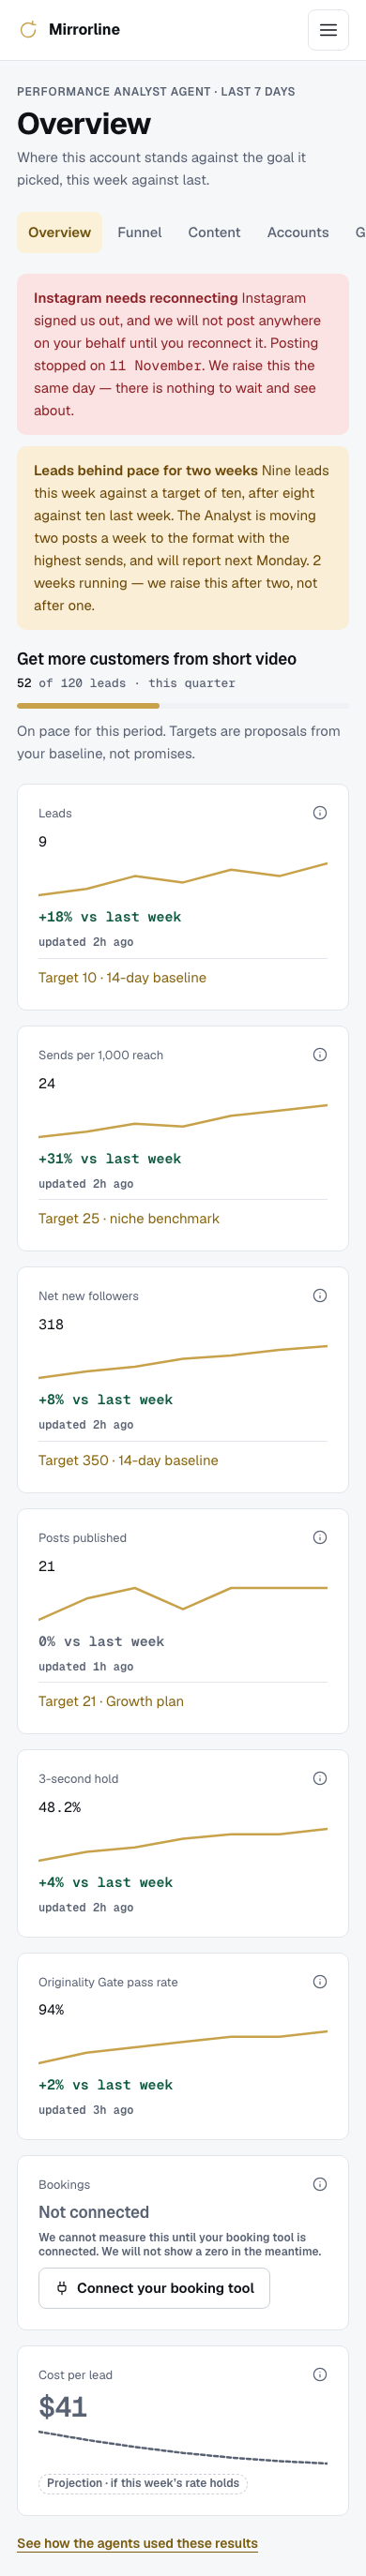 Mirrorline
PERFORMANCE ANALYST AGENT · LAST 7 DAYS
Overview
Where this account stands against the goal it
picked, this week against last.
Overview Funnel Content Accounts G
Instagram needs reconnecting Instagram
signed us out, and we will not post anywhere
on your behalf until you reconnect it. Posting
stopped on 11 November. We raise this the
same day — there is nothing to wait and see
about.
Leads behind pace for two weeks Nine leads
this week against a target of ten, after eight
against ten last week. The Analyst is moving
two posts a week to the format with the
highest sends, and will report next Monday. 2
weeks running — we raise this after two, not
after one.
Get more customers from short video
52 of 120 leads · this quarter
On pace for this period. Targets are proposals from
your baseline, not promises.
Leads
9
+18% vs last week
updated 2h ago
Target 10 · 14-day baseline
Sends per 1,000 reach
24
+31% vs last week
updated 2h ago
Target 25 · niche benchmark
Net new followers
318
+8% vs last week
updated 2h ago
Target 350 · 14-day baseline
Posts published
21
0% vs last week
updated 1h ago
Target 21 · Growth plan
3-second hold
48.2%
+4% vs last week
updated 2h ago
Originality Gate pass rate
94%
+2% vs last week
updated 3h ago
Bookings
Not connected
We cannot measure this until your booking tool is
connected. We will not show a zero in the meantime.
Connect your booking tool
Cost per lead
$41
Projection · if this week's rate holds
See how the agents used these results